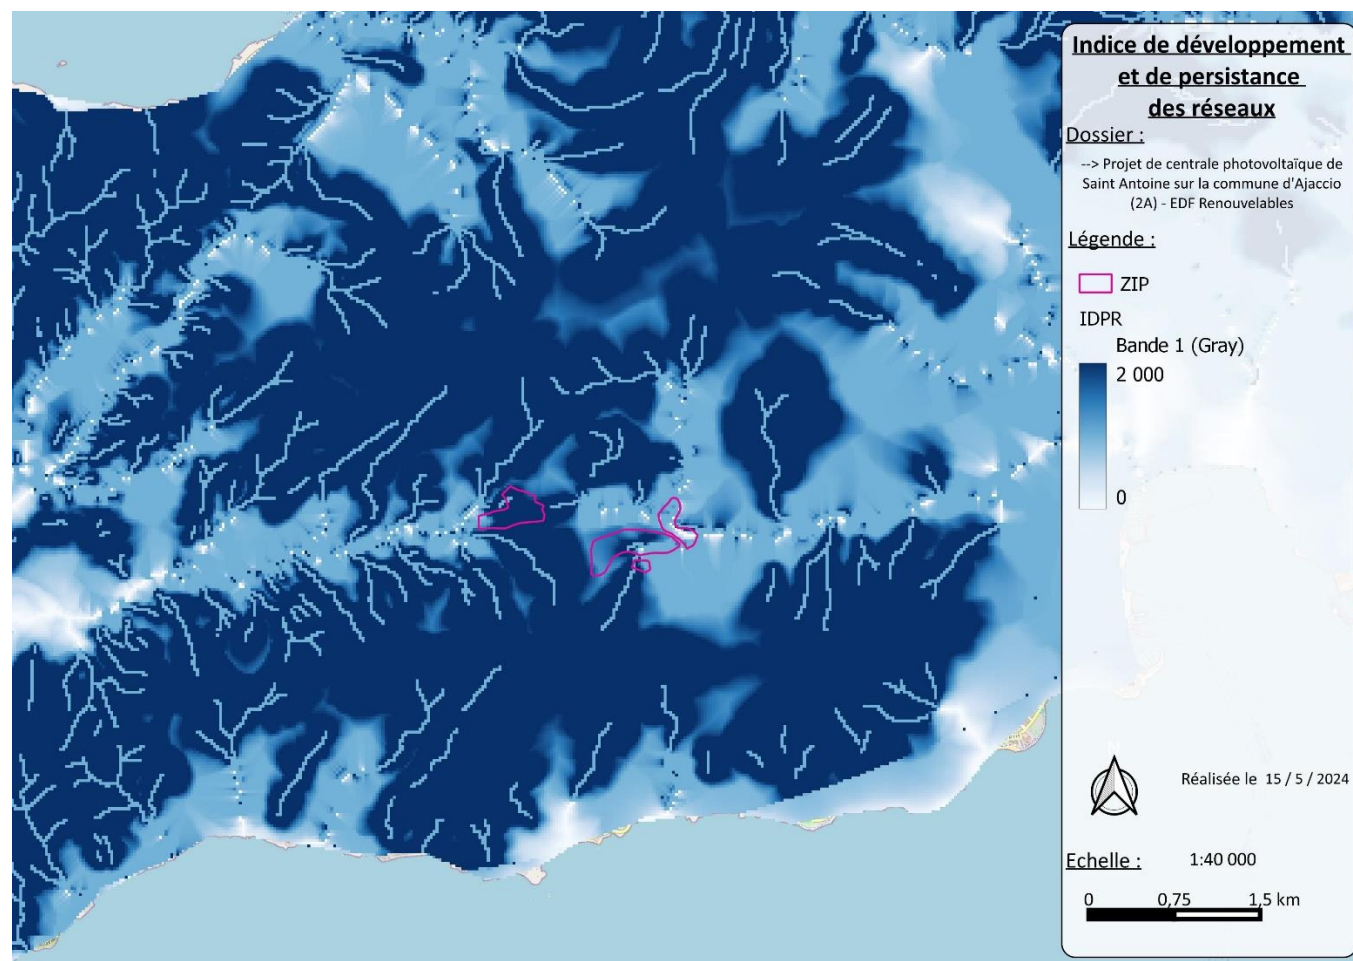 Indice de développement
et de persistance
des réseaux
Dossier :
--> Projet de centrale photovoltaïque de
Saint Antoine sur la commune d'Ajaccio
(2A) - EDF Renouvelables
Légende :
ZIP
IDPR
Bande 1 (Gray)
2 000
0
Réalisée le 15 / 5 / 2024
Echelle : 1:40 000
0 0,75 1,5 km